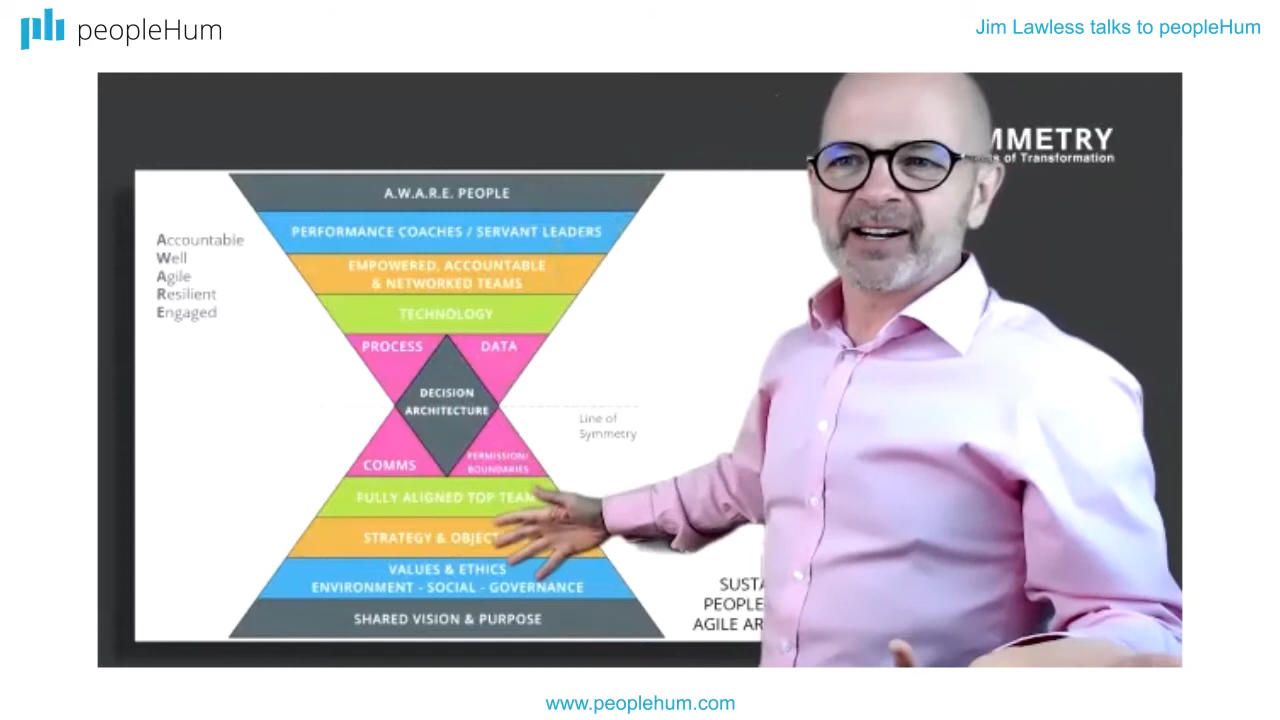 peopleHum
Jim Lawless talks to peopleHum
MMETRY
of Transformation
A.W.A.R.E. PEOPLE
PERFORMANCE COACHES / SERVANT LEADERS
EMPOWERED, ACCOUNTABLE
& NETWORKED TEAMS
TECHNOLOGY
Accountable
Well
Agile
Resilient
Engaged
PROCESS
DATA
DECISION
ARCHITECTURE
Line of
Symmetry
COMMS
PERMISSION/
BOUNDARIES
FULLY ALIGNED TOP TEAM
STRATEGY & OBJECT
VALUES & ETHICS
ENVIRONMENT - SOCIAL - GOVERNANCE
SHARED VISION & PURPOSE
SUSTA
PEOPLE
AGILE AR
www.peoplehum.com